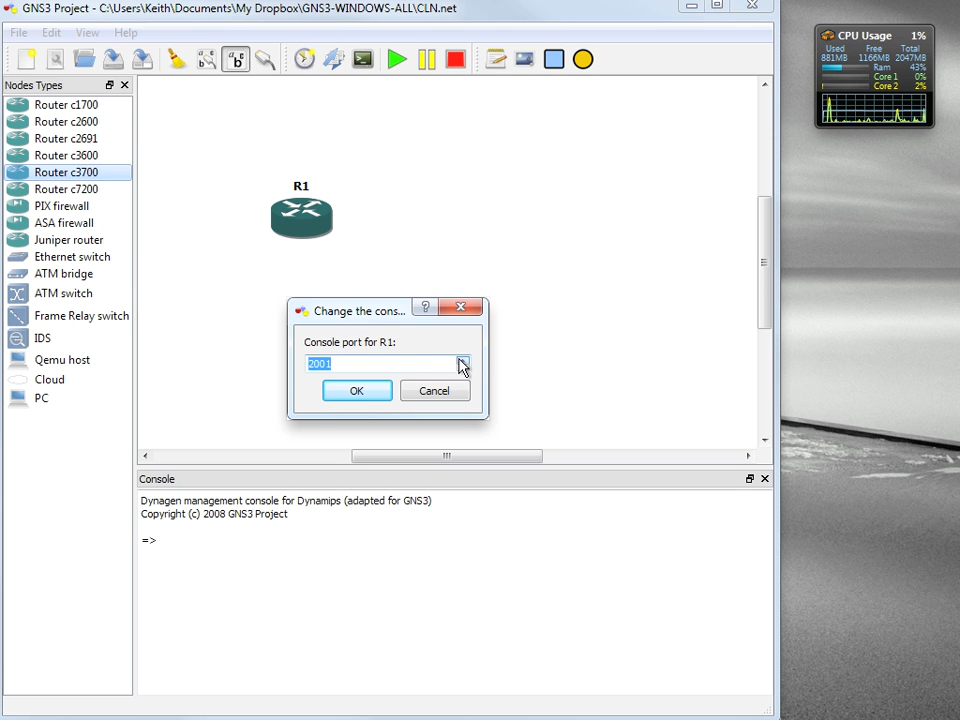 GNS3 Project - C:\Users\Keith\Documents\My Dropbox\GNS3-WINDOWS-ALL\CLN.net
File Edit View Help
Nodes Types
Router c1700
Router c2600
Router c2691
Router c3600
Router c3700
Router c7200
PIX firewall
ASA firewall
Juniper router
Ethernet switch
ATM bridge
ATM switch
Frame Relay switch
IDS
Qemu host
Cloud
PC
R1
Change the cons...
Console port for R1:
2001
OK Cancel
Console
Dynagen management console for Dynamips (adapted for GNS3)
Copyright (c) 2008 GNS3 Project
=>
CPU Usage 1%
Used Free Total
881MB 1166MB 2047MB
Ram 43%
Core 1 0%
Core 2 2%